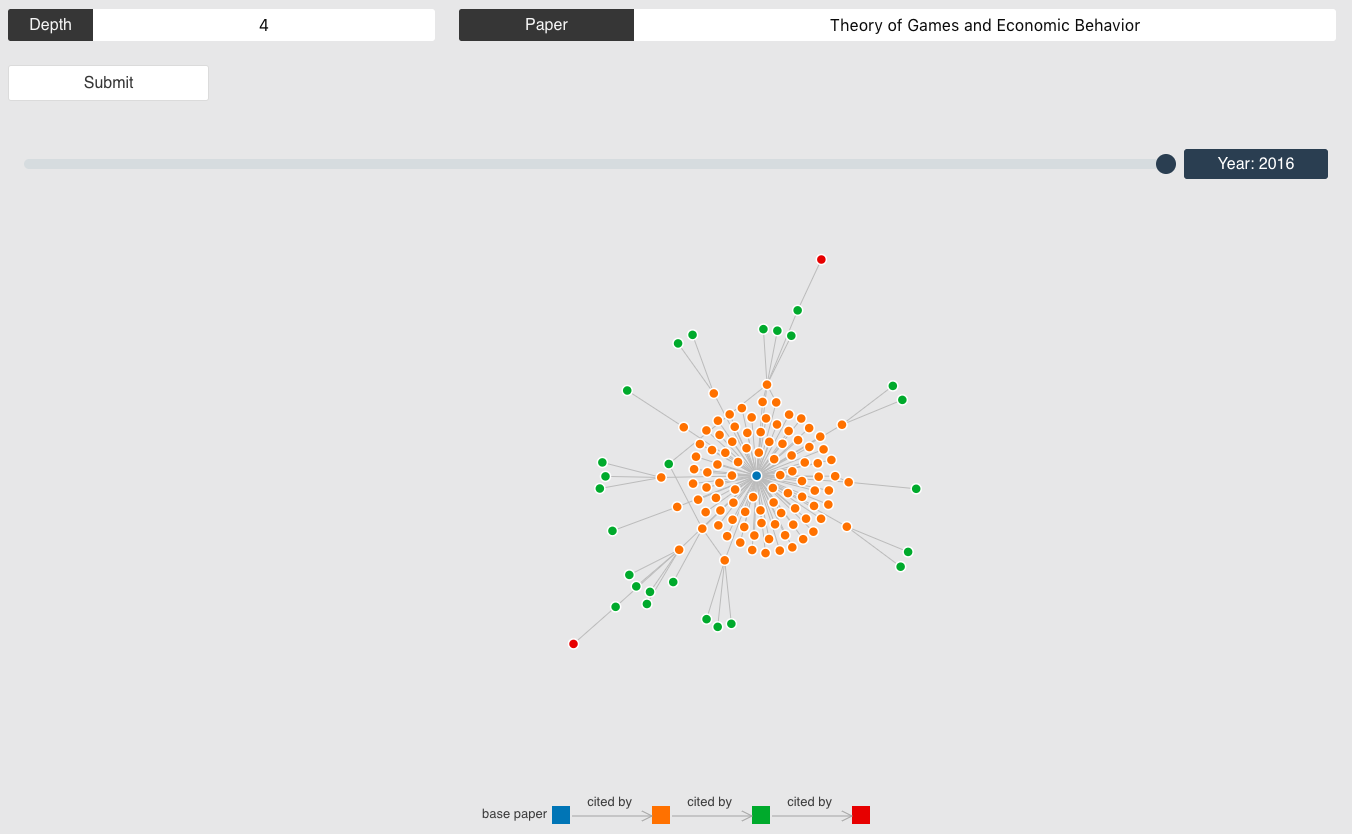 Depth 4 Paper Theory of Games and Economic Behavior
Submit
Year: 2016
cited by cited by cited by
base paper